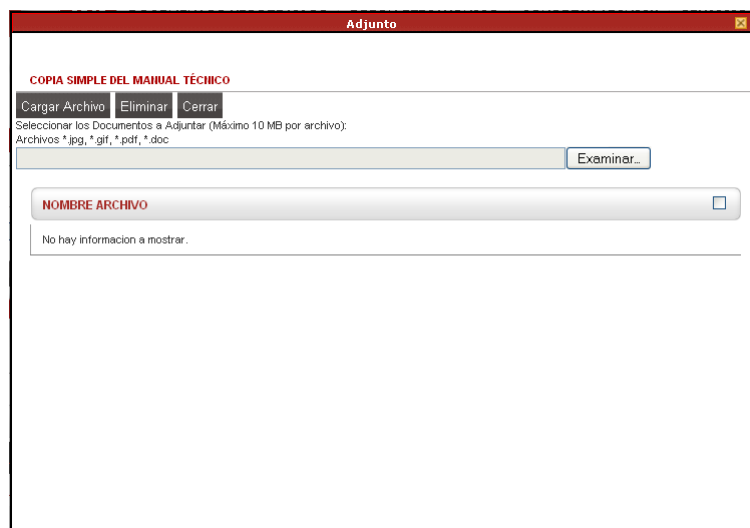 Adjunto
COPIA SIMPLE DEL MANUAL TÉCNICO
Cargar Archivo Eliminar Cerrar
Seleccionar los Documentos a Adjuntar (Máximo 10 MB por archivo):
Archivos *.jpg, *.gif, *.pdf, *.doc
Examinar...
NOMBRE ARCHIVO
No hay informacion a mostrar.